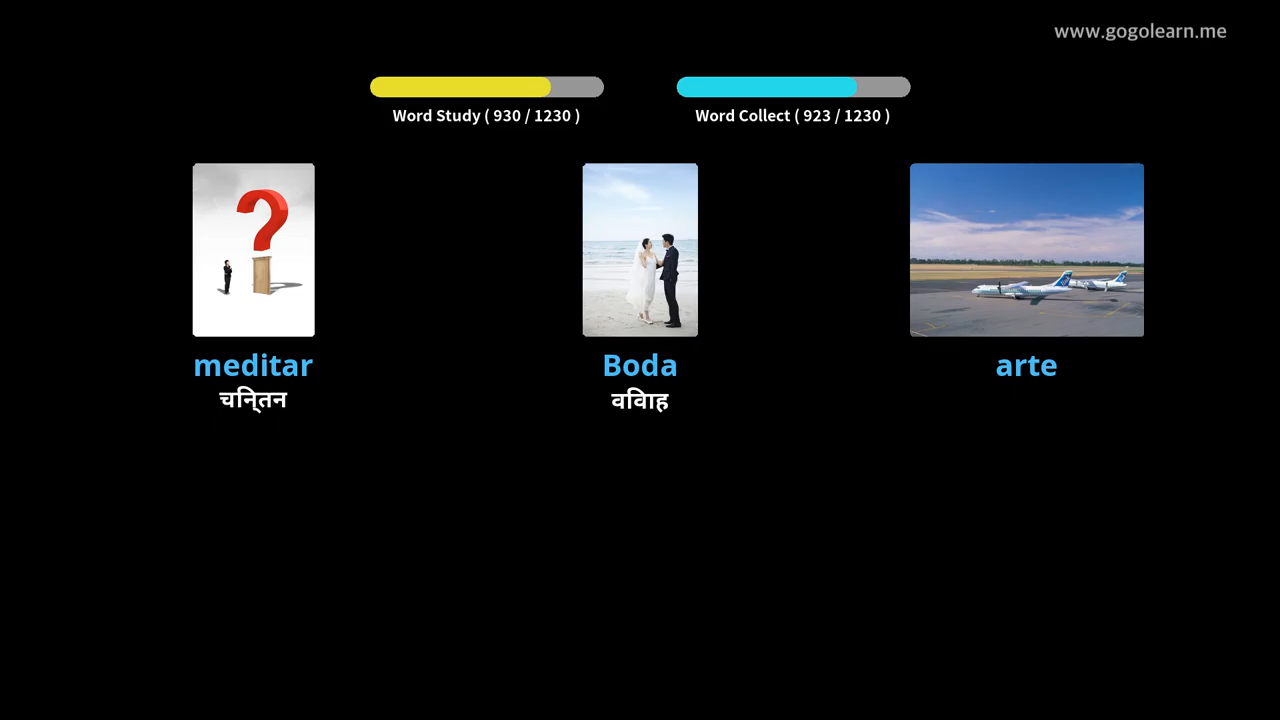 www.gogolearn.me
Word Study ( 930 / 1230 ) Word Collect ( 923 / 1230 )
meditar Boda arte
चिन्तन विवाह